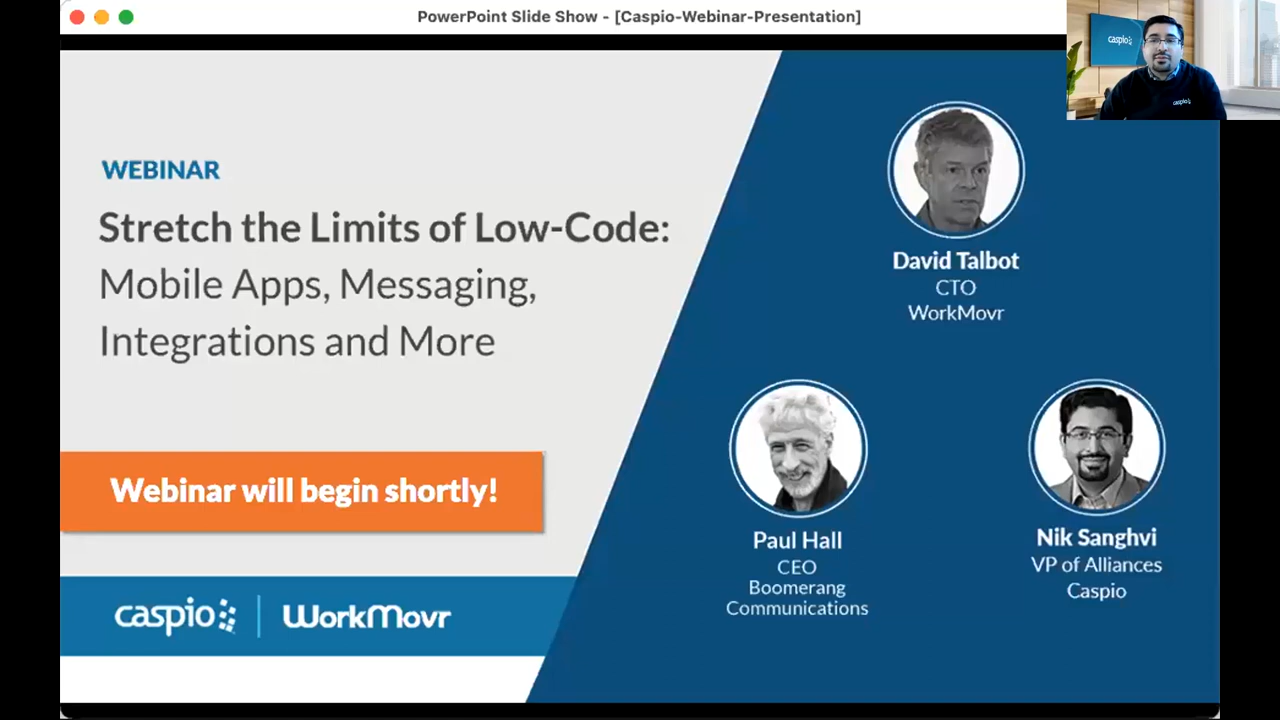 PowerPoint Slide Show - [Caspio-Webinar-Presentation]
caspio
caspio
WEBINAR
Stretch the Limits of Low-Code:
Mobile Apps, Messaging,
Integrations and More
Webinar will begin shortly!
caspio
WorkMovr
David Talbot
CTO
WorkMovr
Paul Hall
CEO
Boomerang
Communications
Nik Sanghvi
VP of Alliances
Caspio